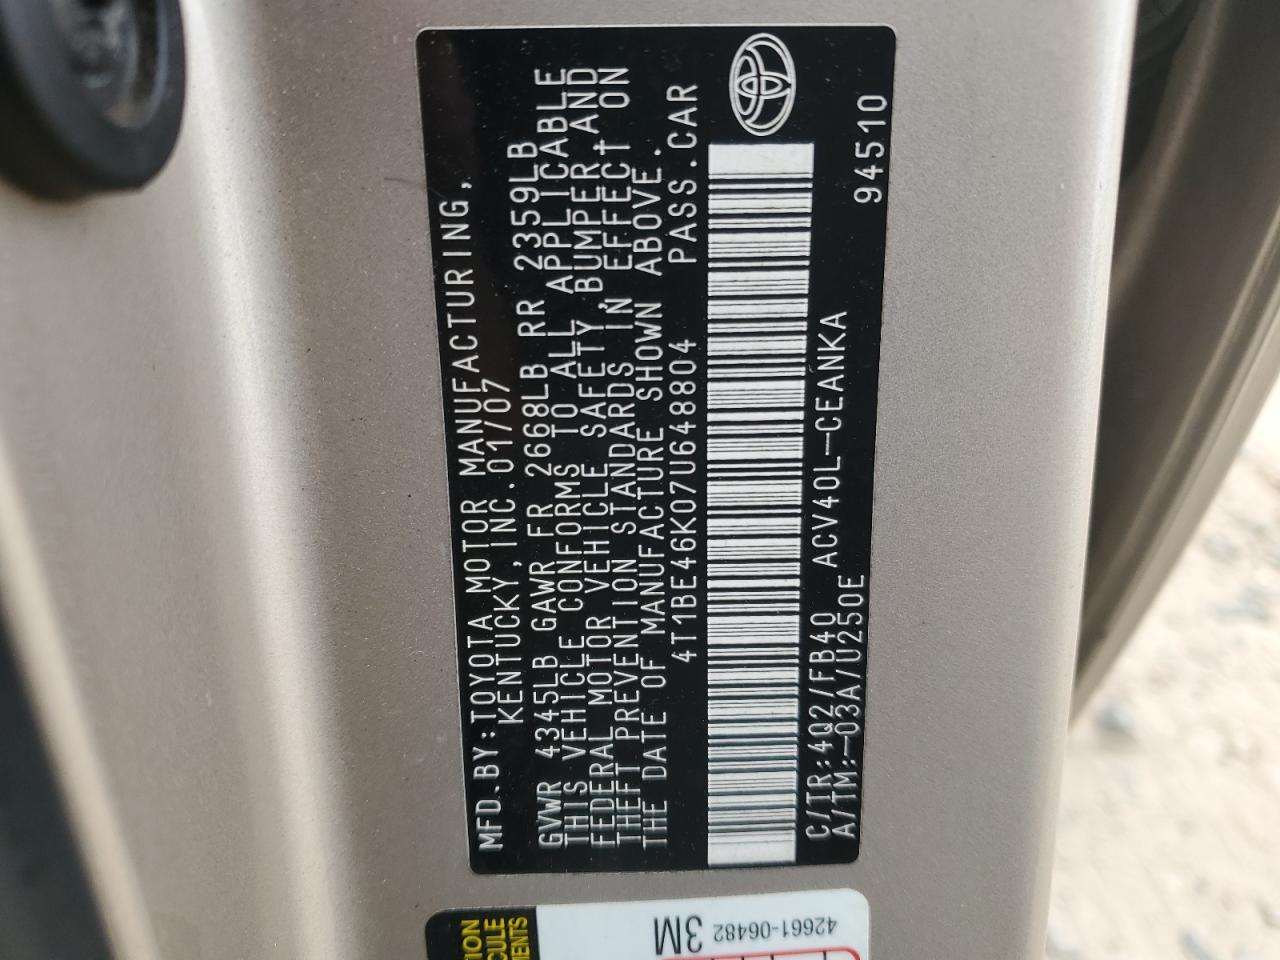 MFD.BY:TOYOTA MOTOR MANUFACTURING,
KENTUCKY, INC. 01/07
GVWR 4345LB GAWR FR 2668LB RR 2359LB
THIS VEHICLE CONFORMS TO ALL APPLICABLE
FEDERAL MOTOR VEHICLE SAFETY, BUMPER, AND
THEFT PREVENTION STANDARDS IN EFFECT ON
THE DATE OF MANUFACTURE SHOWN ABOVE.
4T1BE46K07U648804 PASS.CAR
C/TR:4Q2/FB40 ACV40L-CEANKA
A/TM:-03A/U250E
94510
3M 42661-06482